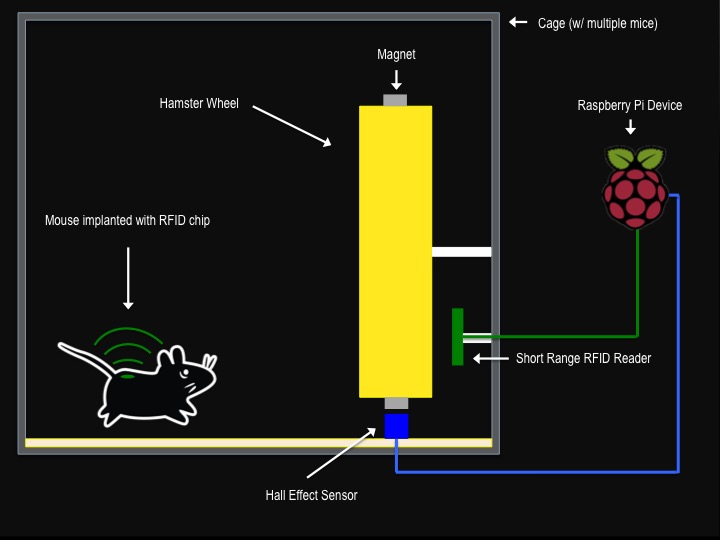 Cage (w/ multiple mice)
Magnet
Hamster Wheel
Raspberry Pi Device
Mouse implanted with RFID chip
Short Range RFID Reader
Hall Effect Sensor